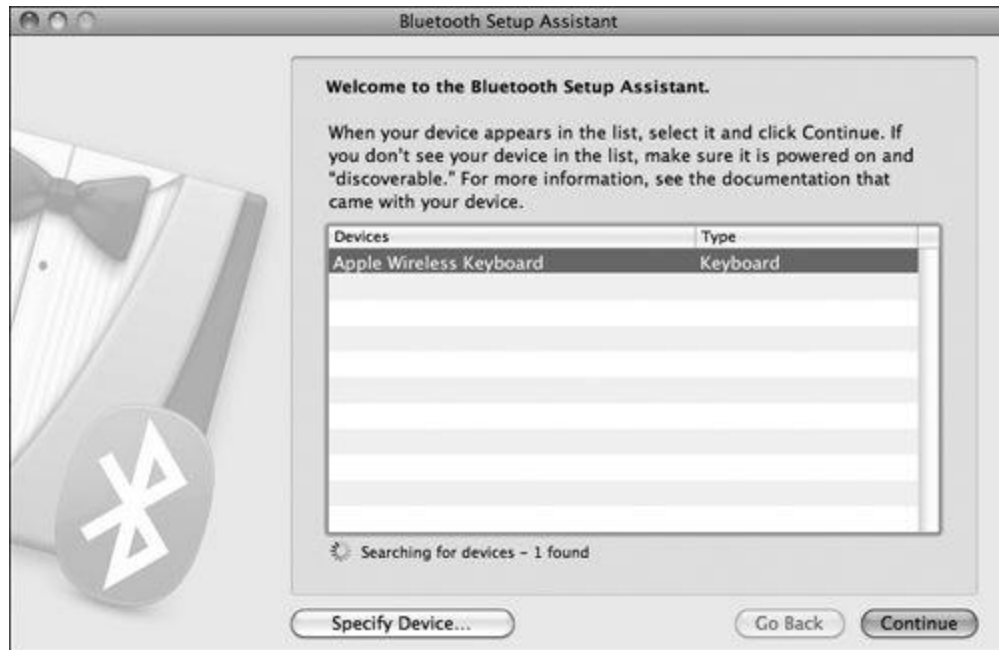 Bluetooth Setup Assistant
Welcome to the Bluetooth Setup Assistant.
When your device appears in the list, select it and click Continue. If
you don't see your device in the list, make sure it is powered on and
"discoverable." For more information, see the documentation that
came with your device.
Devices Type
Apple Wireless Keyboard Keyboard
Searching for devices – 1 found
Specify Device... Go Back Continue